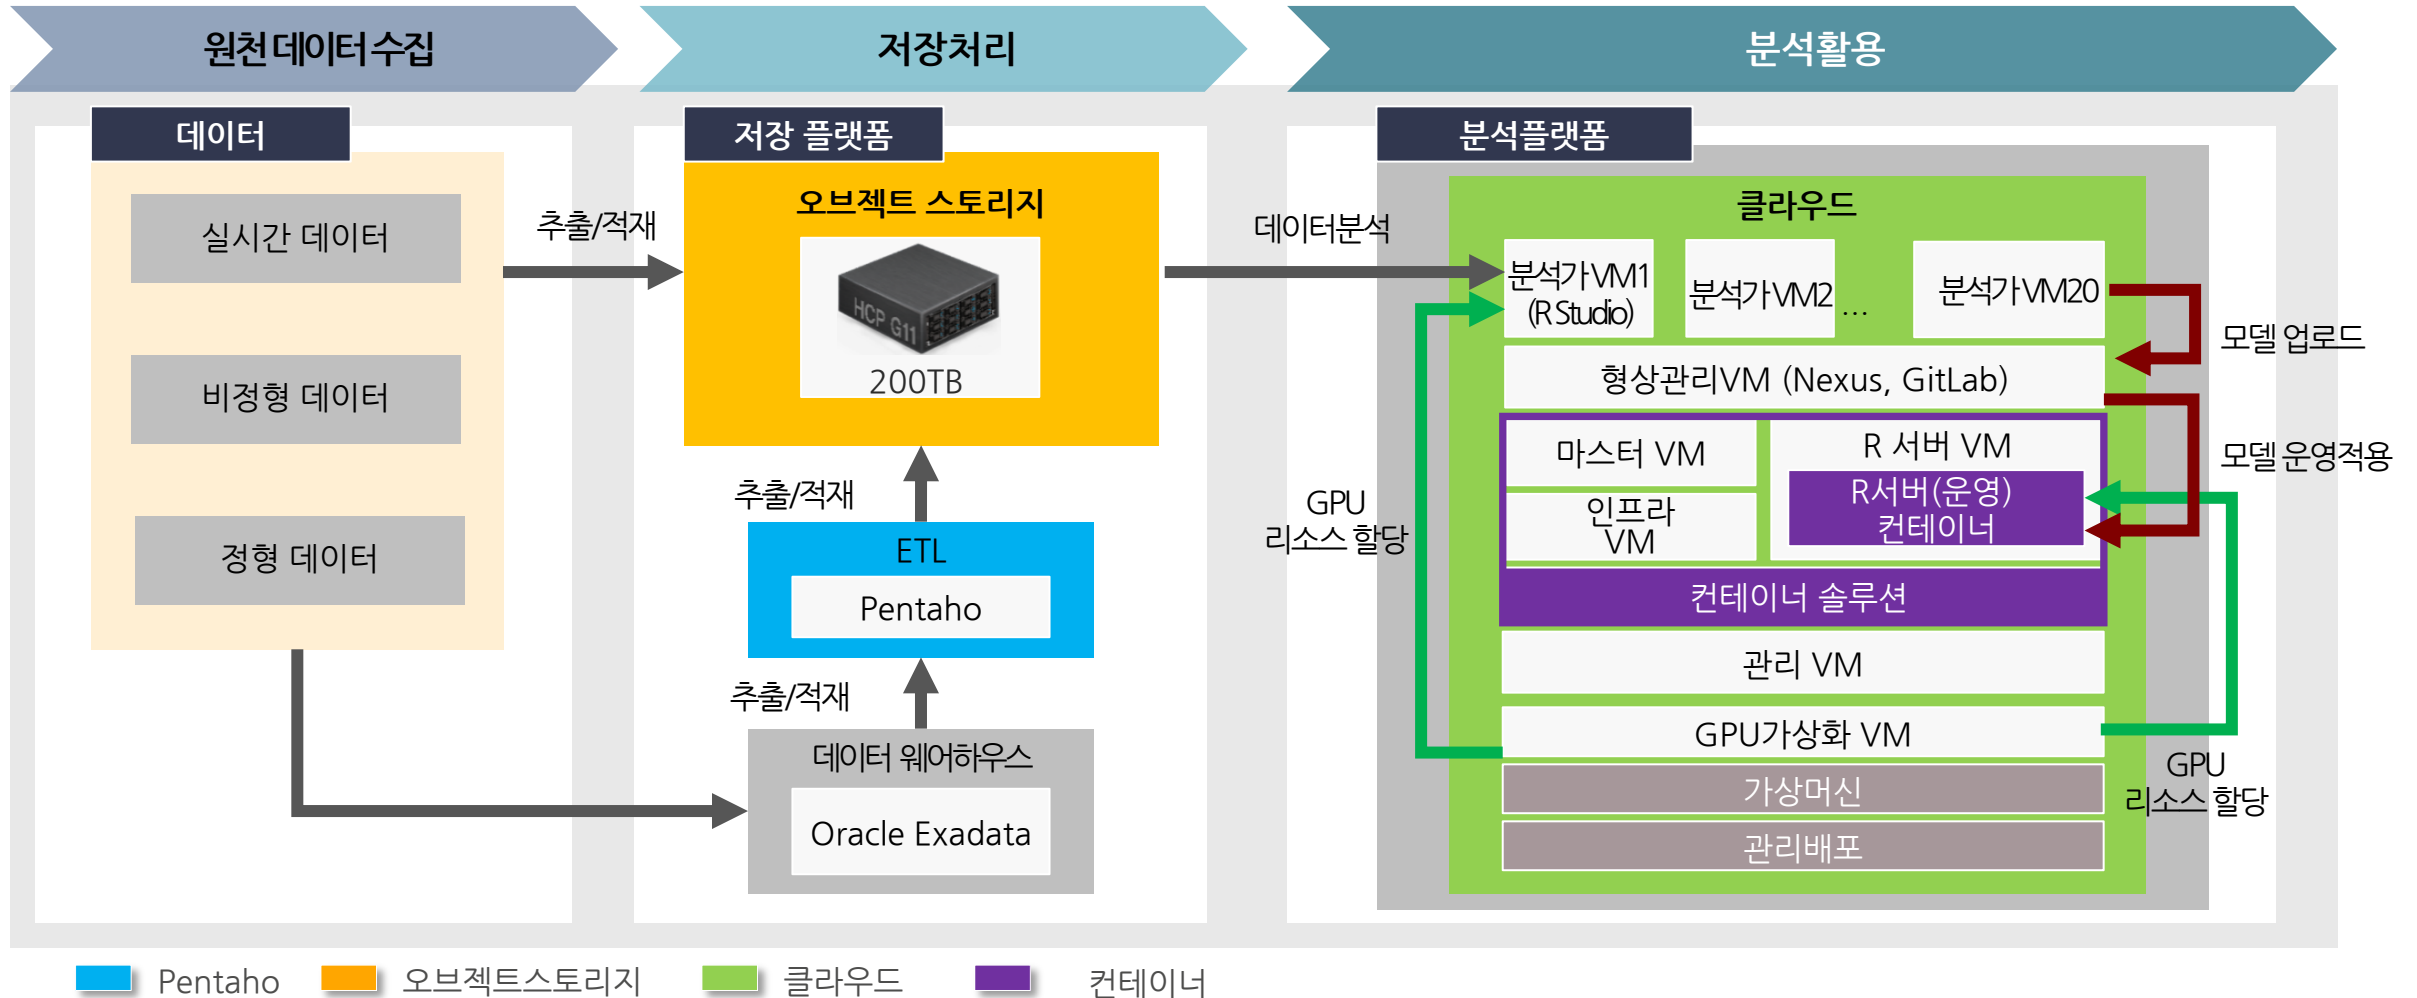 원천 데이터 수집
저장처리
분석활용
데이터
저장 플랫폼
분석플랫폼
실시간 데이터
비정형 데이터
정형 데이터
추출/적재
오브젝트 스토리지
HCP G11
200TB
추출/적재
ETL
Pentaho
추출/적재
데이터 웨어하우스
Oracle Exadata
데이터분석
클라우드
분석가 VM1
(R Studio)
분석가 VM2
...
분석가 VM20
모델 업로드
형상관리VM (Nexus, GitLab)
모델 운영적용
마스터 VM
인프라
VM
R 서버 VM
R서버(운영)
컨테이너
컨테이너 솔루션
GPU
리소스 할당
관리 VM
GPU가상화 VM
GPU
리소스 할당
가상머신
관리배포
Pentaho
오브젝트스토리지
클라우드
컨테이너